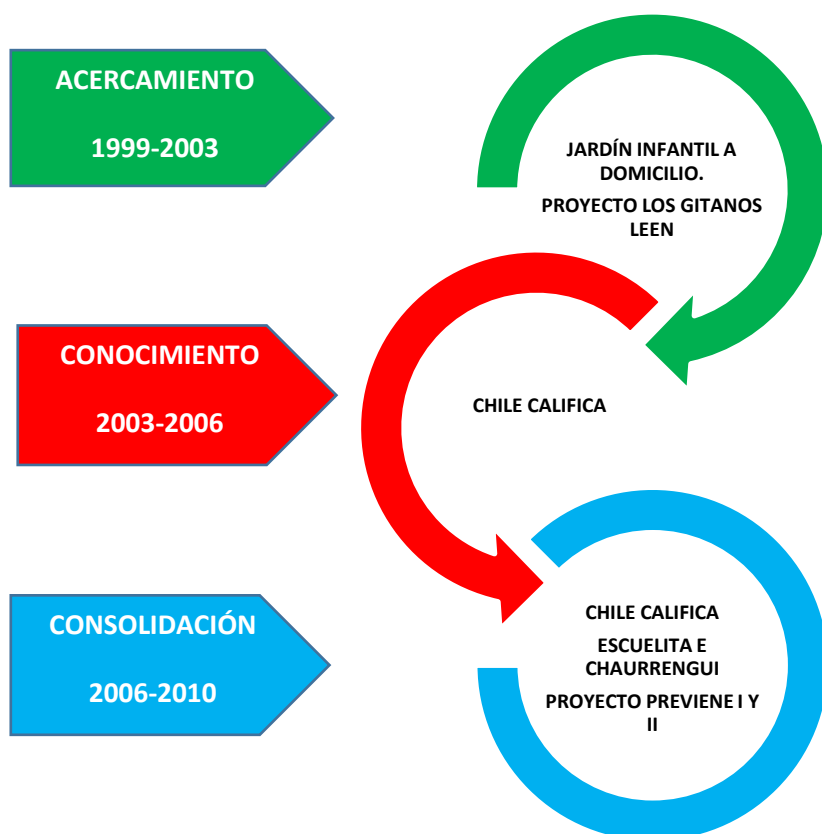 ACERCAMIENTO
1999-2003
JARDÍN INFANTIL A
DOMICILIO.
PROYECTO LOS GITANOS
LEEN
CONOCIMIENTO
2003-2006
CHILE CALIFICA
CONSOLIDACIÓN
2006-2010
CHILE CALIFICA
ESCUELITA E
CHAURRENGUI
PROYECTO PREVIENE I Y
II